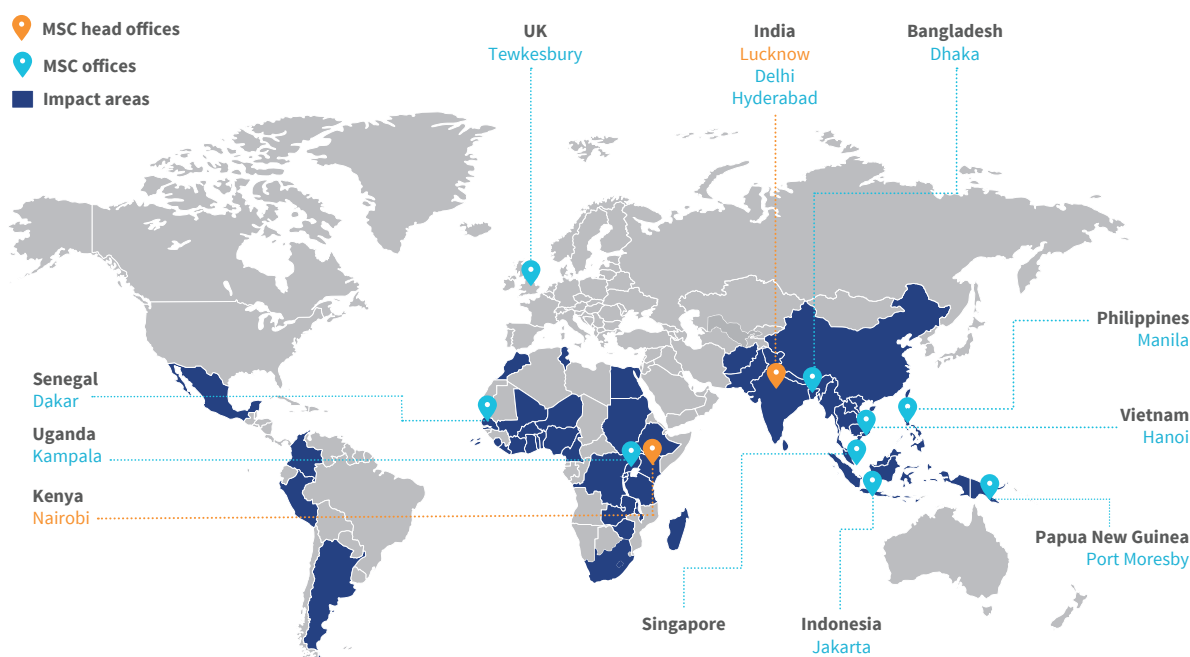 MSC head offices
MSC offices
Impact areas
UK
Tewkesbury
India
Lucknow
Delhi
Hyderabad
Bangladesh
Dhaka
Philippines
Manila
Senegal
Dakar
Vietnam
Hanoi
Uganda
Kampala
Kenya
Nairobi
Papua New Guinea
Port Moresby
Singapore
Indonesia
Jakarta